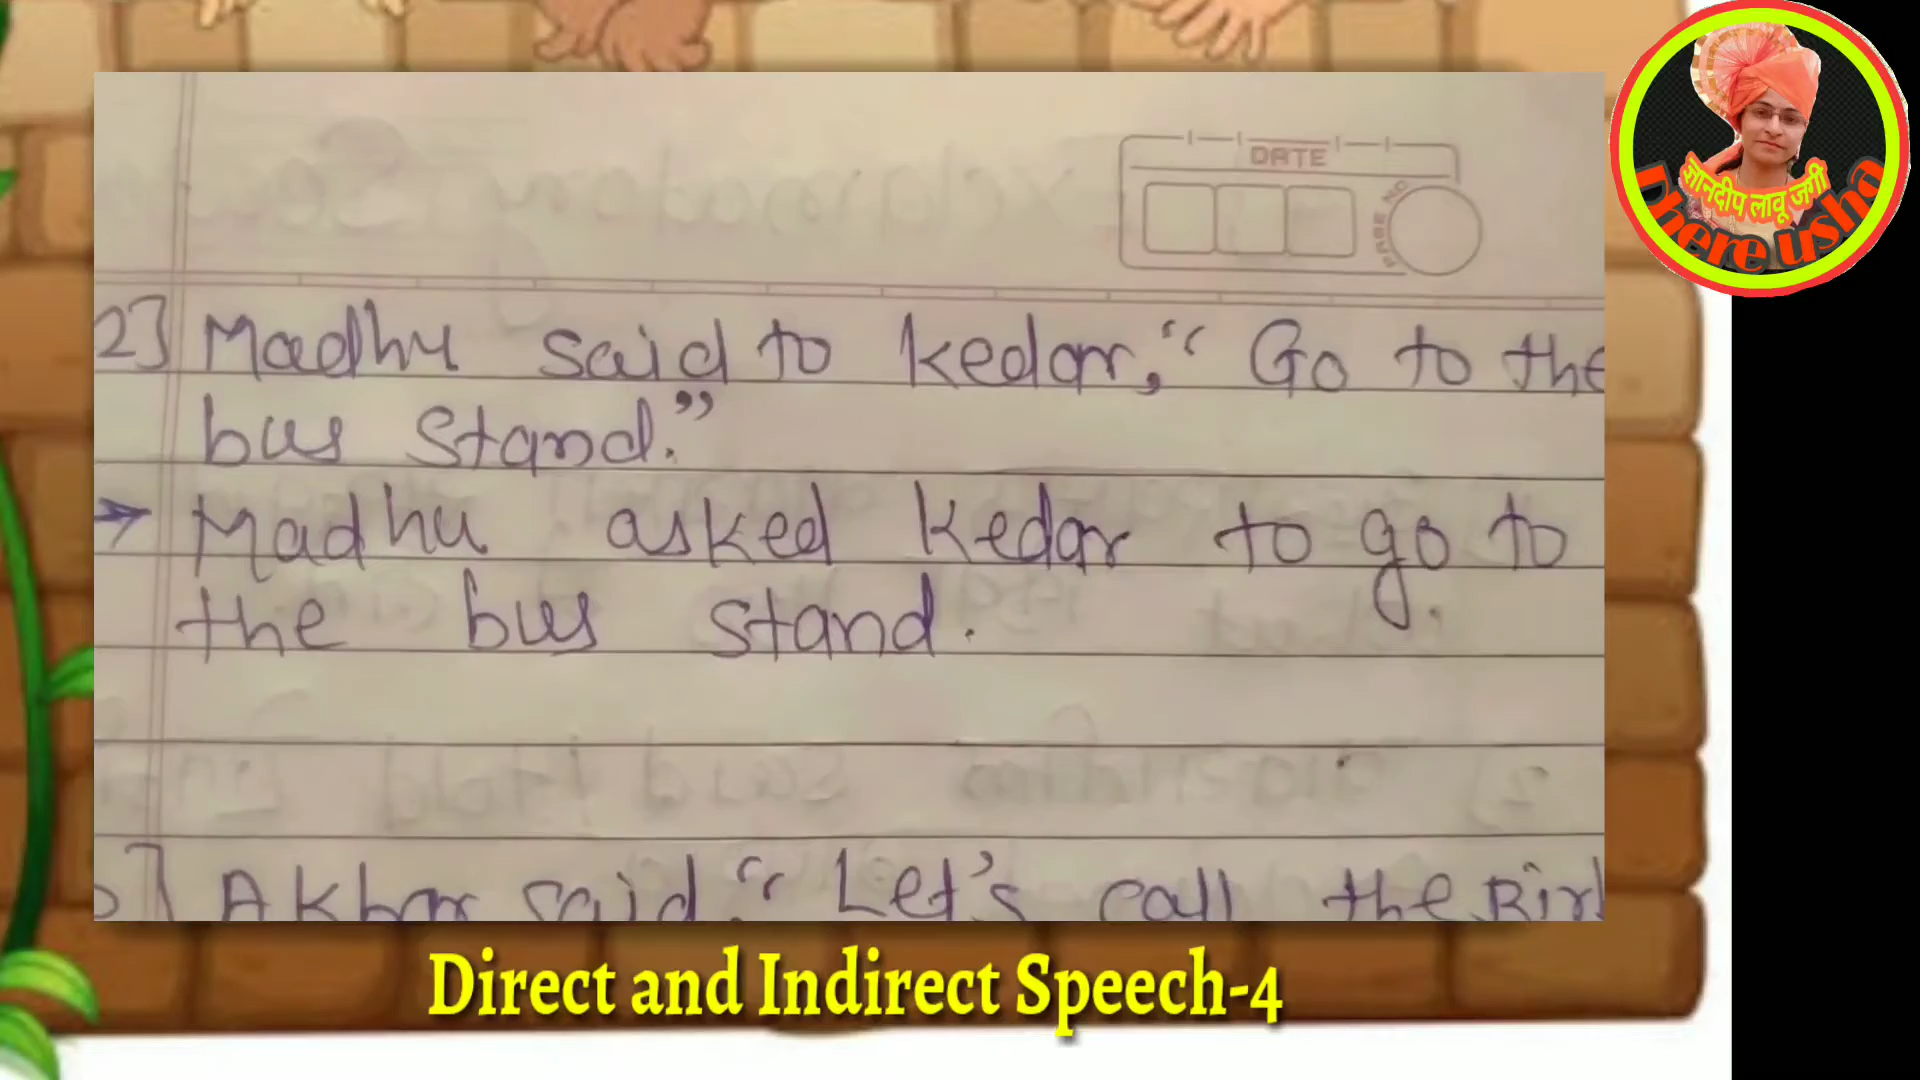 DATE
PAGE NO.
2] Madhu said to Kedar, “ Go to the
bus stand.”
→ Madhu asked Kedar to go to
the bus stand.
] Akbar said “ Let's call the
Direct and Indirect Speech-4
ज्ञानदीप लावू जगी
Dhere usha